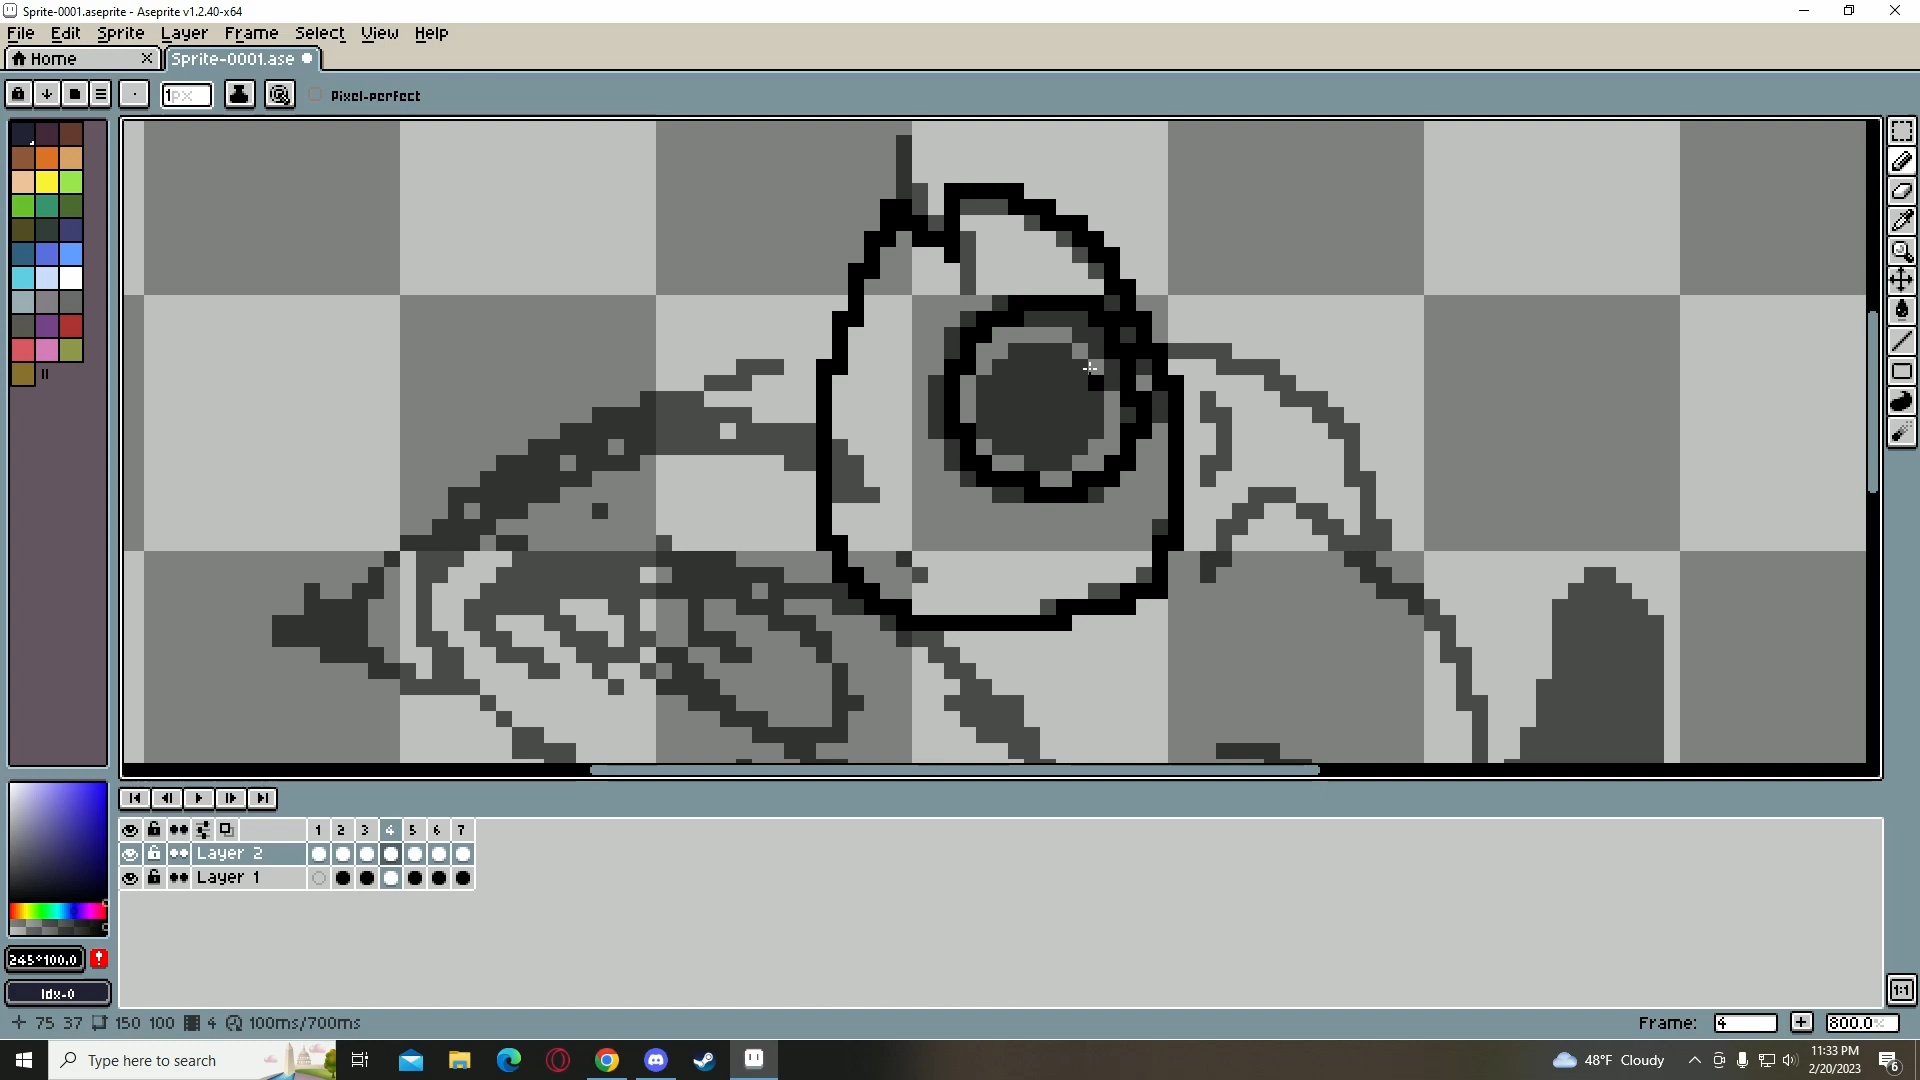 Sprite-0001.aseprite - Aseprite v1.2.40-x64
File Edit Sprite Layer Frame Select View Help
Home Sprite-0001.ase
1px Pixel-perfect
1 2 3 4 5 6 7
Layer 2
Layer 1
245°100.0 !
Idx-0
1:1
75 37 150 100 4 100ms/700ms
Frame: 4 + 800.0%
Type here to search
48°F Cloudy
11:33 PM
2/20/2023
6